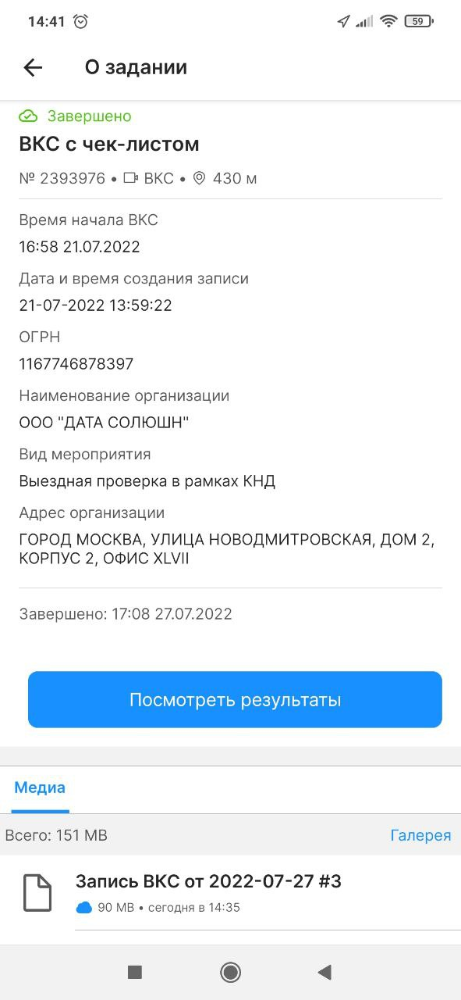 14:41
59
О задании
Завершено
ВКС с чек-листом
№ 2393976 • ВКС • 430 м
Время начала ВКС
16:58 21.07.2022
Дата и время создания записи
21-07-2022 13:59:22
ОГРН
1167746878397
Наименование организации
ООО "ДАТА СОЛЮШН"
Вид мероприятия
Выездная проверка в рамках КНД
Адрес организации
ГОРОД МОСКВА, УЛИЦА НОВОДМИТРОВСКАЯ, ДОМ 2,
КОРПУС 2, ОФИС XLVII
Завершено: 17:08 27.07.2022
Посмотреть результаты
Медиа
Всего: 151 MB
Галерея
Запись ВКС от 2022-07-27 #3
90 MB • сегодня в 14:35